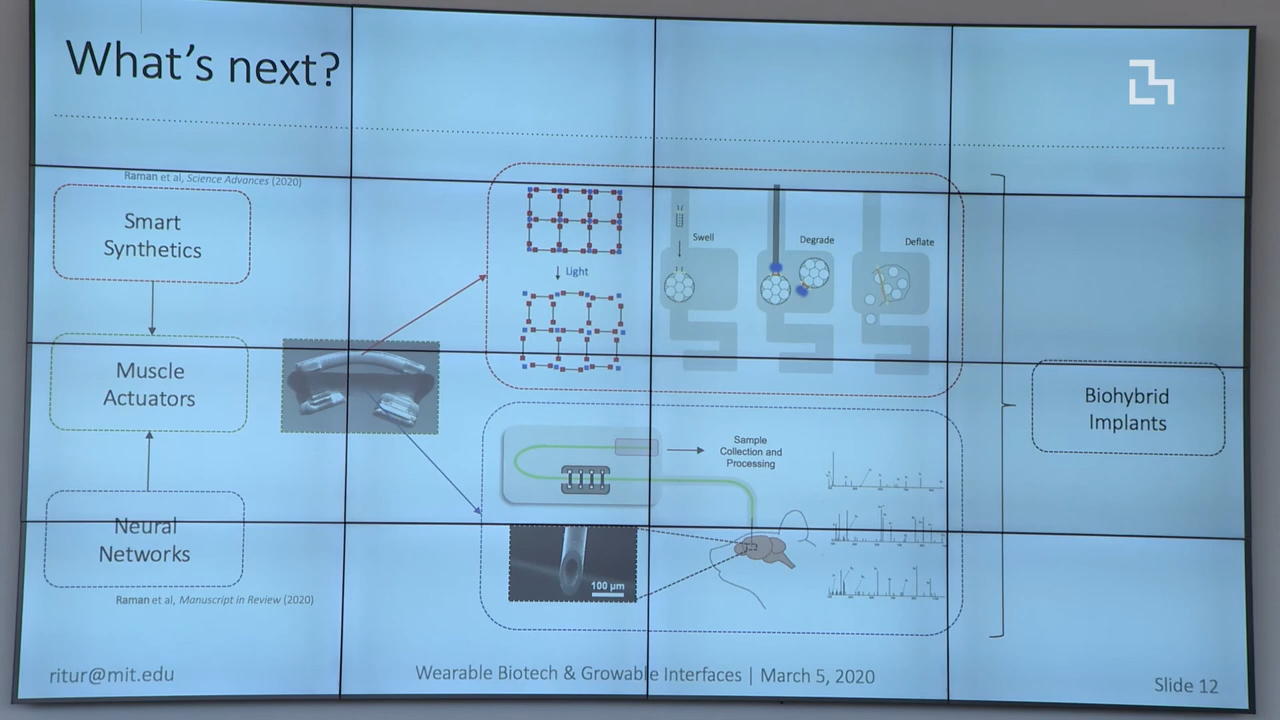 What's next?
Raman et al, Science Advances (2020)
Smart
Synthetics
Muscle
Actuators
Neural
Networks
Raman et al, Manuscript in Review (2020)
Light
Swell
Degrade
Deflate
Sample
Collection and
Processing
100 µm
Biohybrid
Implants
ritur@mit.edu
Wearable Biotech & Growable Interfaces | March 5, 2020
Slide 12